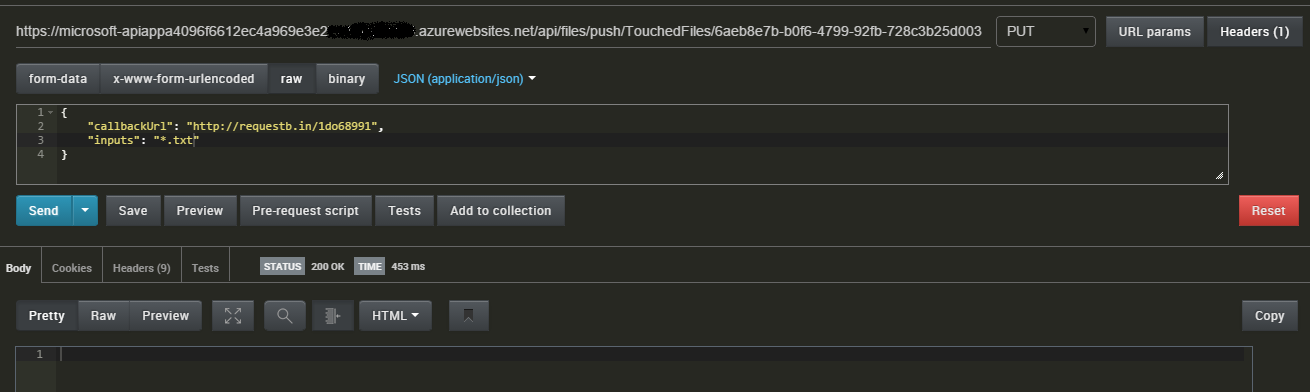 https://microsoft-apiappa4096f6612ec4a969e3e2 .azurewebsites.net/api/files/push/TouchedFiles/6aeb8e7b-b0f6-4799-92fb-728c3b25d003 PUT URL params Headers (1)
form-data x-www-form-urlencoded raw binary JSON (application/json)
1 {
2 "callbackUrl": "http://requestb.in/1do68991",
3 "inputs": "*.txt"
4 }
Send Save Preview Pre-request script Tests Add to collection Reset
Body Cookies Headers (9) Tests STATUS 200 OK TIME 453 ms
Pretty Raw Preview HTML Copy
1